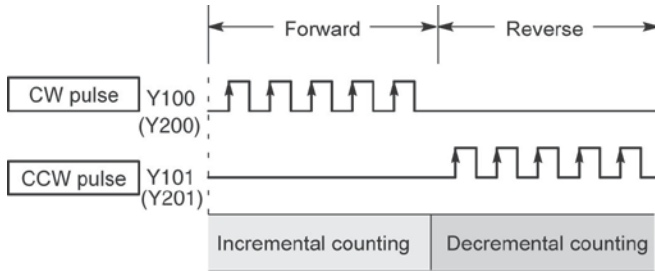 Forward Reverse
CW pulse Y100
(Y200)
CCW pulse Y101
(Y201)
Incremental counting Decremental counting